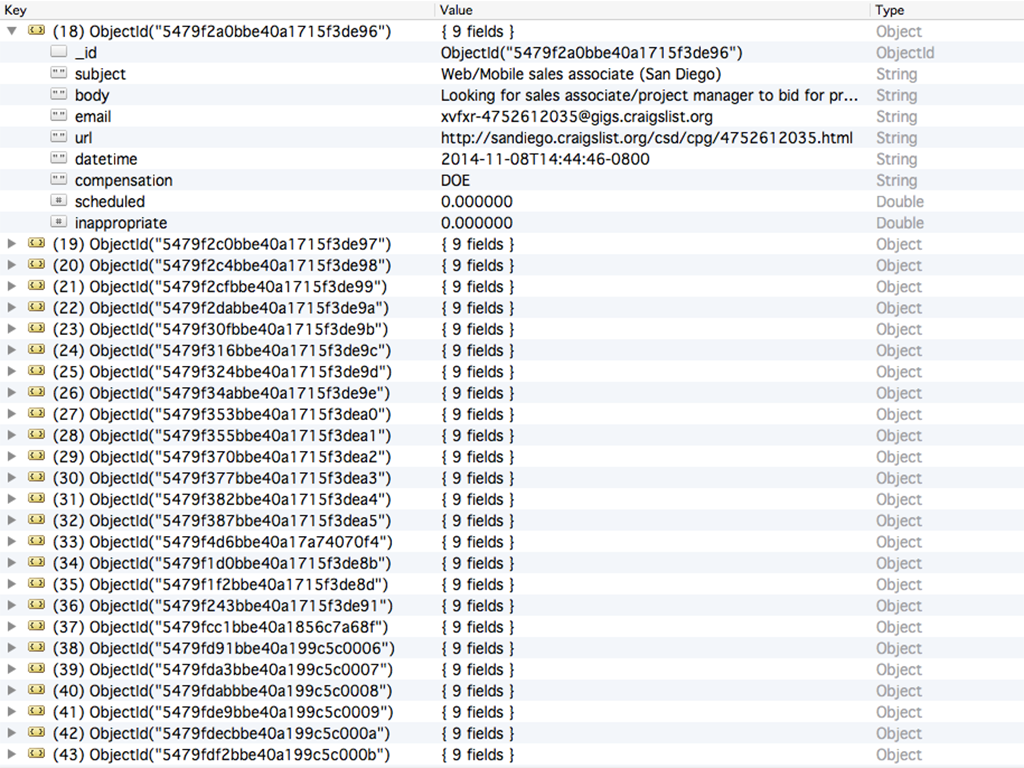 Key Value Type
(18) ObjectId("5479f2a0bbe40a1715f3de96") { 9 fields } Object
_id ObjectId("5479f2a0bbe40a1715f3de96") ObjectId
subject Web/Mobile sales associate (San Diego) String
body Looking for sales associate/project manager to bid for pr... String
email xvfxr-4752612035@gigs.craigslist.org String
url http://sandiego.craigslist.org/csd/cpg/4752612035.html String
datetime 2014-11-08T14:44:46-0800 String
compensation DOE String
scheduled 0.000000 Double
inappropriate 0.000000 Double
(19) ObjectId("5479f2c0bbe40a1715f3de97") { 9 fields } Object
(20) ObjectId("5479f2c4bbe40a1715f3de98") { 9 fields } Object
(21) ObjectId("5479f2cfbbe40a1715f3de99") { 9 fields } Object
(22) ObjectId("5479f2dabbe40a1715f3de9a") { 9 fields } Object
(23) ObjectId("5479f30fbbe40a1715f3de9b") { 9 fields } Object
(24) ObjectId("5479f316bbe40a1715f3de9c") { 9 fields } Object
(25) ObjectId("5479f324bbe40a1715f3de9d") { 9 fields } Object
(26) ObjectId("5479f34abbe40a1715f3de9e") { 9 fields } Object
(27) ObjectId("5479f353bbe40a1715f3dea0") { 9 fields } Object
(28) ObjectId("5479f355bbe40a1715f3dea1") { 9 fields } Object
(29) ObjectId("5479f370bbe40a1715f3dea2") { 9 fields } Object
(30) ObjectId("5479f377bbe40a1715f3dea3") { 9 fields } Object
(31) ObjectId("5479f382bbe40a1715f3dea4") { 9 fields } Object
(32) ObjectId("5479f387bbe40a1715f3dea5") { 9 fields } Object
(33) ObjectId("5479f4d6bbe40a17a74070f4") { 9 fields } Object
(34) ObjectId("5479f1d0bbe40a1715f3de8b") { 9 fields } Object
(35) ObjectId("5479f1f2bbe40a1715f3de8d") { 9 fields } Object
(36) ObjectId("5479f243bbe40a1715f3de91") { 9 fields } Object
(37) ObjectId("5479fcc1bbe40a1856c7a68f") { 9 fields } Object
(38) ObjectId("5479fd91bbe40a199c5c0006") { 9 fields } Object
(39) ObjectId("5479fda3bbe40a199c5c0007") { 9 fields } Object
(40) ObjectId("5479fdabbbe40a199c5c0008") { 9 fields } Object
(41) ObjectId("5479fde9bbe40a199c5c0009") { 9 fields } Object
(42) ObjectId("5479fdecbbe40a199c5c000a") { 9 fields } Object
(43) ObjectId("5479fdf2bbe40a199c5c000b") { 9 fields } Object